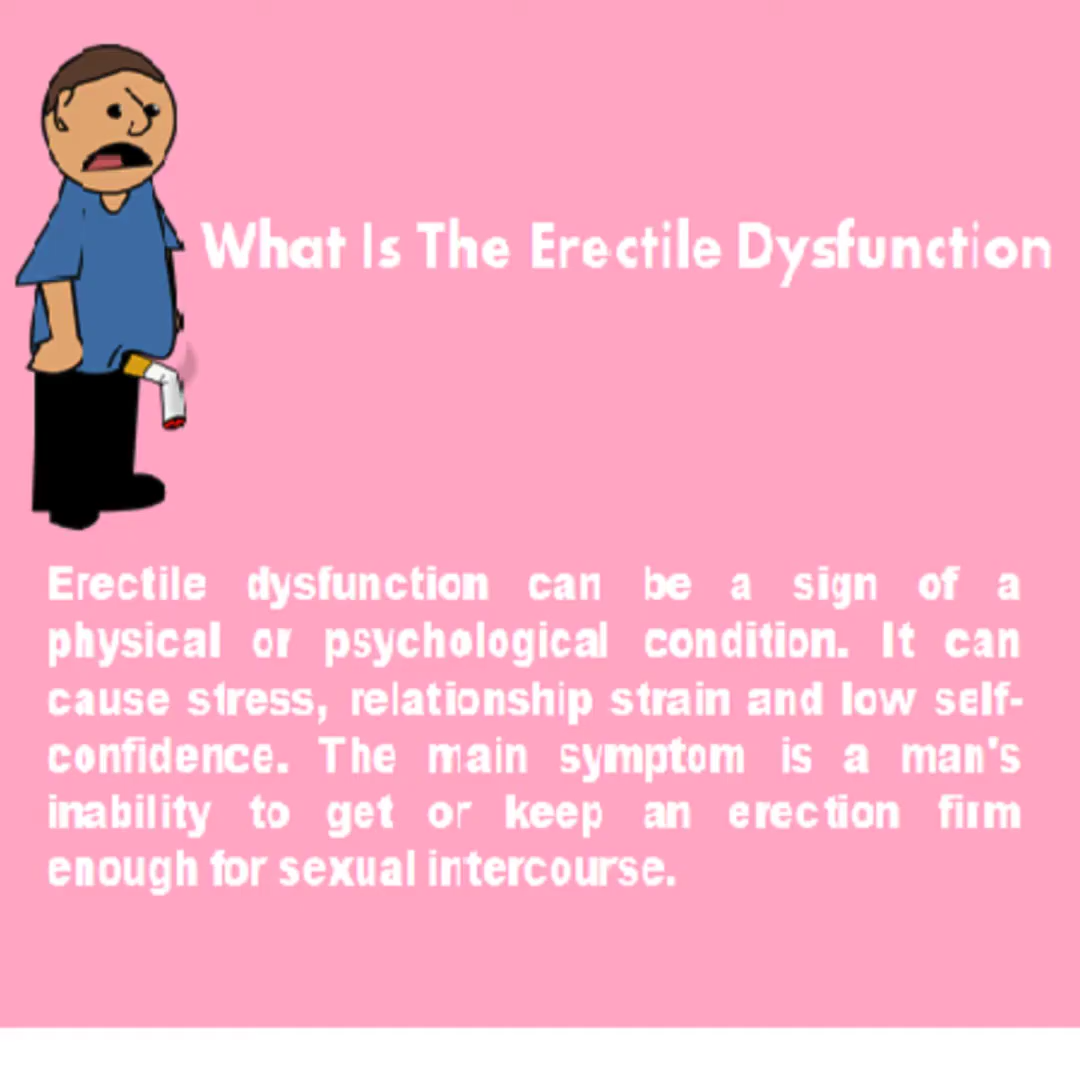 What Is The Erectile Dysfunction
Erectile dysfunction can be a sign of a
physical or psychological condition. It can
cause stress, relationship strain and low self-
confidence. The main symptom is a man's
inability to get or keep an erection firm
enough for sexual intercourse.